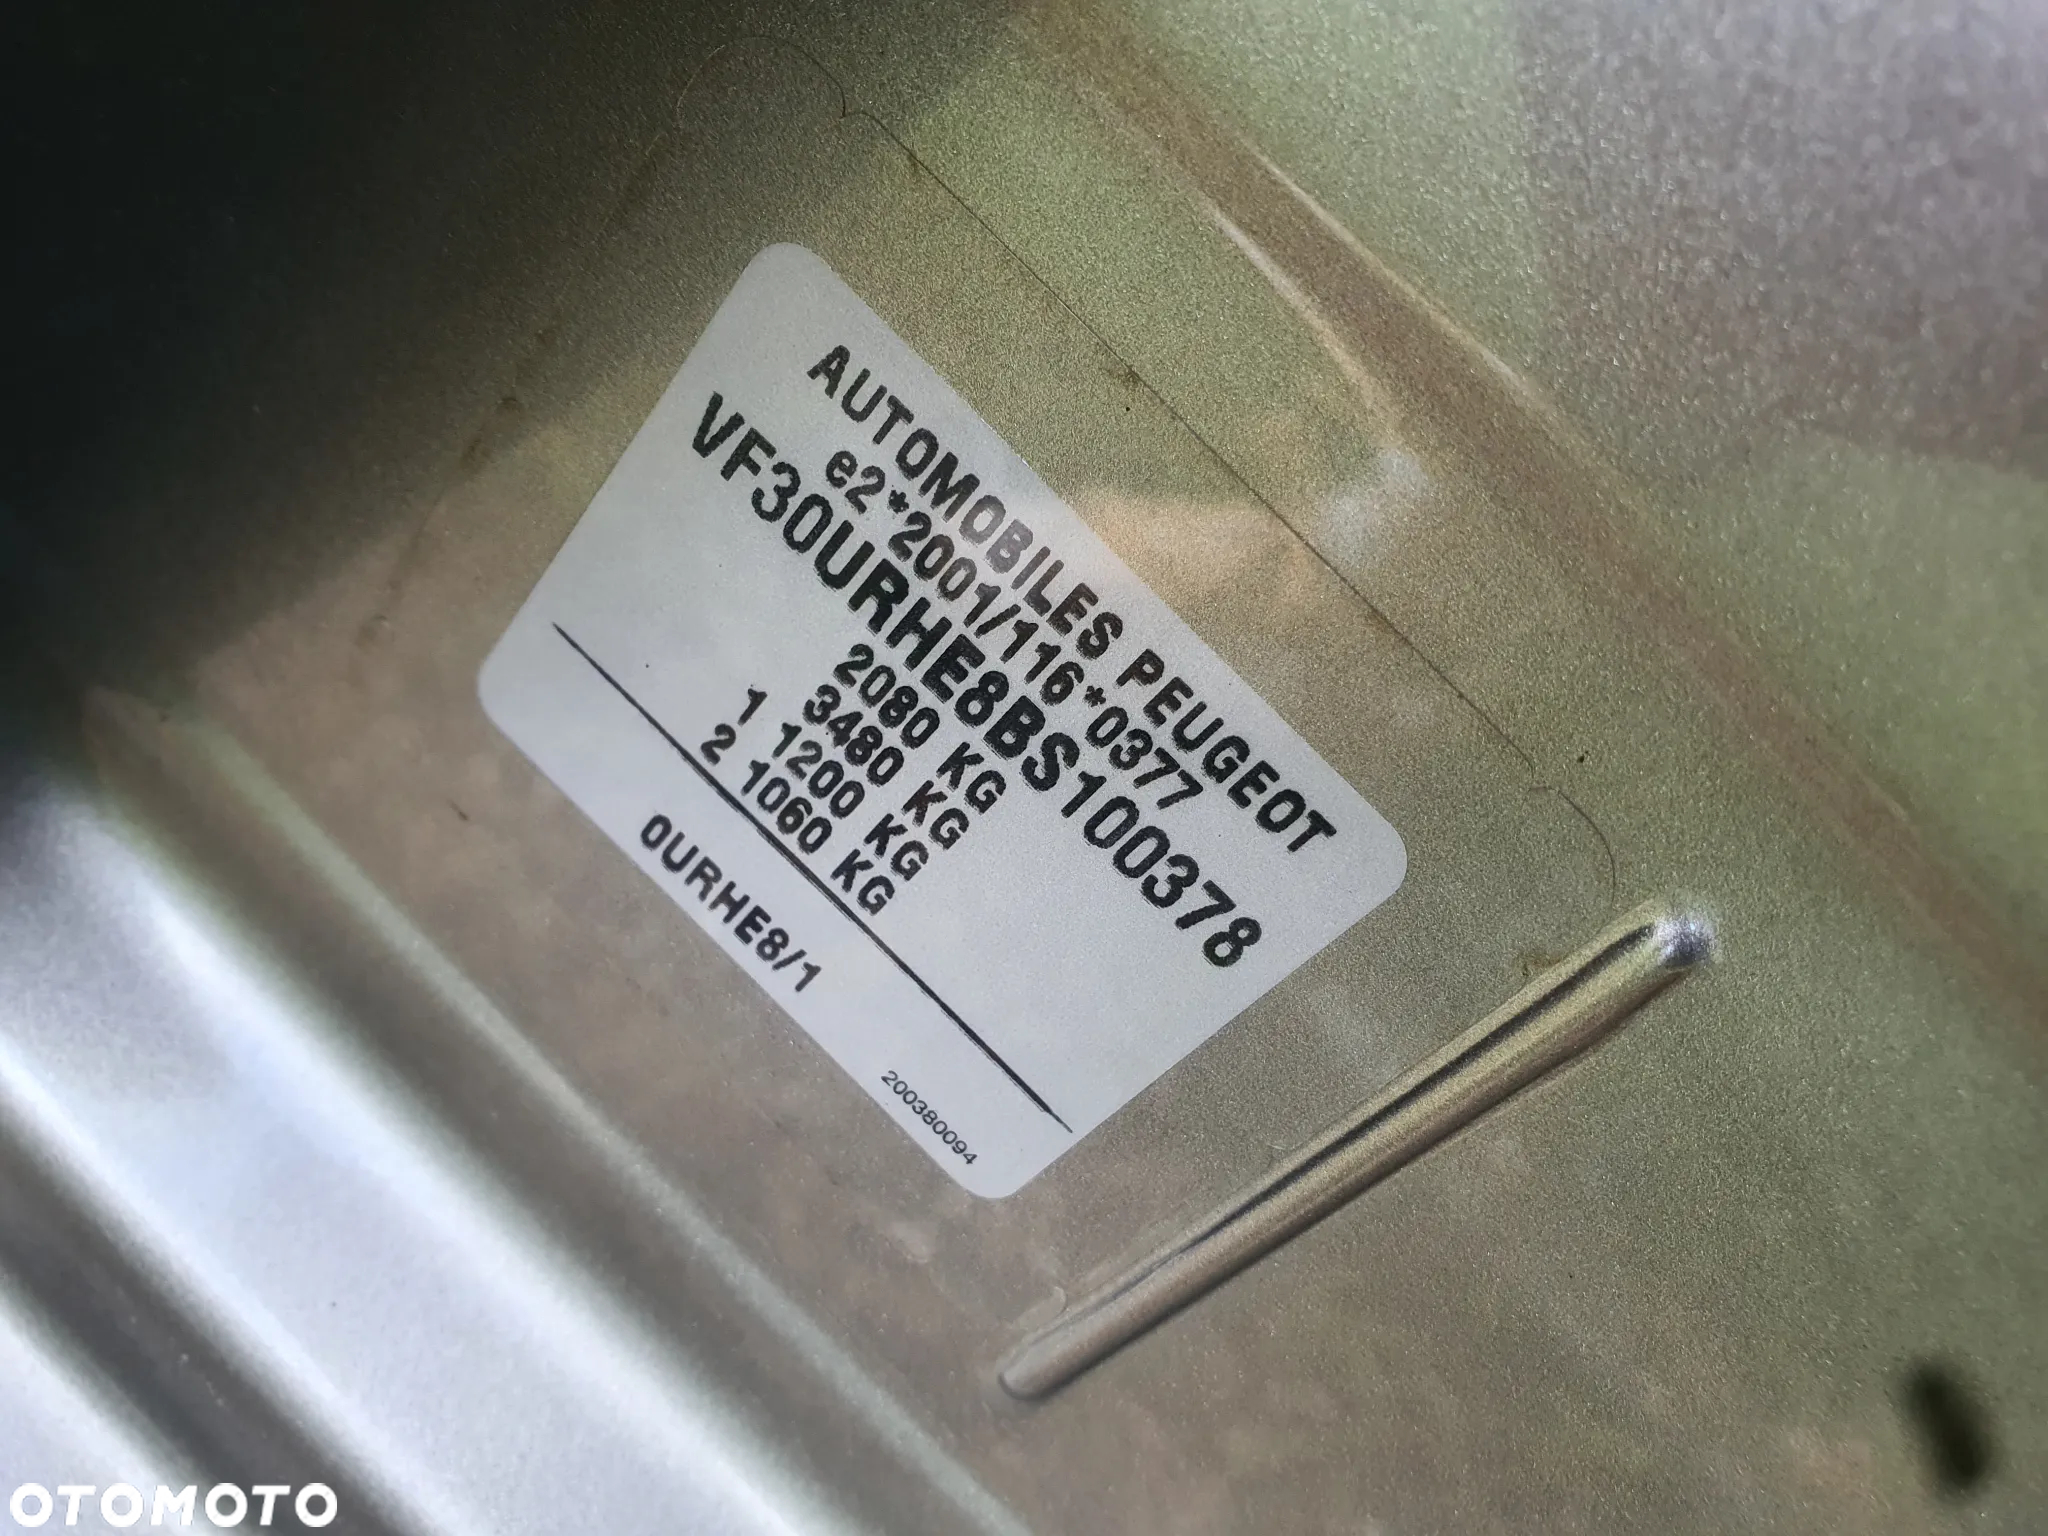 AUTOMOBILES PEUGEOT
e2*2001/116*0377
VF30URHE8BS100378
2080 KG
3480 KG
1 1200 KG
2 1060 KG
0URHE8/1
200380094
OTOMOTO